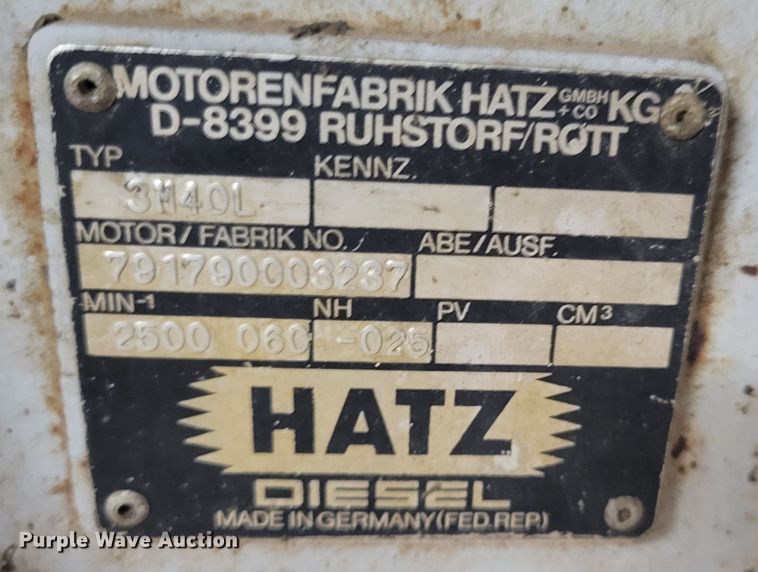 MOTORENFABRIK HATZ GMBH + CO KG
D-8399 RUHSTORF/ROTT
TYP KENNZ.
3M40L
MOTOR/FABRIK NO. ABE/AUSF.
791790003237
MIN-1 NH PV CM3
2500 060 -025
HATZ
DIESEL
MADE IN GERMANY (FED.REP.)
Purple Wave Auction